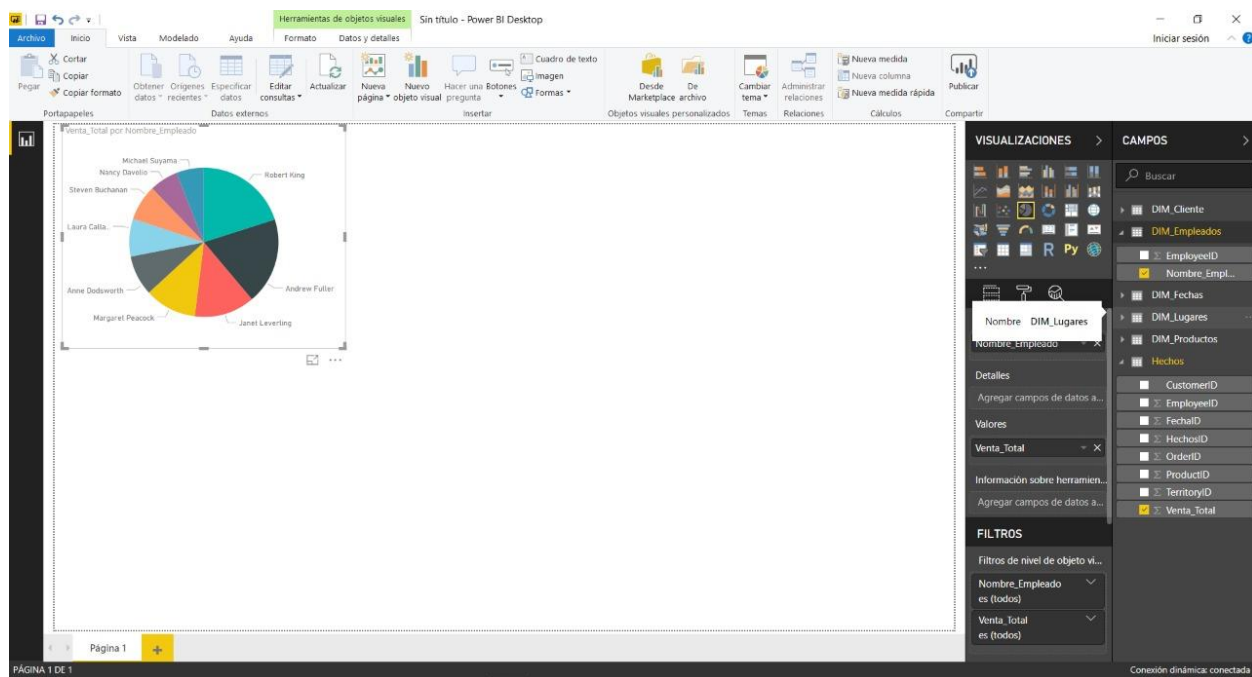 Herramientas de objetos visuales
Sin título - Power BI Desktop
Archivo
Inicio
Vista
Modelado
Ayuda
Formato
Datos y detalles
Iniciar sesión
Pegar
Cortar
Copiar
Copiar formato
Portapapeles
Obtener datos
Orígenes recientes
Especificar datos
Editar consultas
Actualizar
Datos externos
Nueva página
Nuevo objeto visual
Hacer una pregunta
Botones
Cuadro de texto
Imagen
Formas
Insertar
Desde Marketplace
De archivo
Objetos visuales personalizados
Cambiar tema
Temas
Administrar relaciones
Relaciones
Nueva medida
Nueva columna
Nueva medida rápida
Cálculos
Publicar
Compartir
Venta_Total por Nombre_Empleado
Michael Suyama
Nancy Davolio
Steven Buchanan
Laura Calla..
Anne Dodsworth
Margaret Peacock
Robert King
Andrew Fuller
Janet Leverling
VISUALIZACIONES
R Py
Nombre DIM_Lugares
Nombre_Empleado
Detalles
Agregar campos de datos a...
Valores
Venta_Total
Información sobre herramien...
Agregar campos de datos a...
FILTROS
Filtros de nivel de objeto vi...
Nombre_Empleado
es (todos)
Venta_Total
es (todos)
CAMPOS
Buscar
DIM_Cliente
DIM_Empleados
EmployeeID
Nombre_Empl...
DIM_Fechas
DIM_Lugares
DIM_Productos
Hechos
CustomerID
EmployeeID
FechaID
HechosID
OrderID
ProductID
TerritoryID
Venta_Total
Página 1
PÁGINA 1 DE 1
Conexión dinámica: conectada